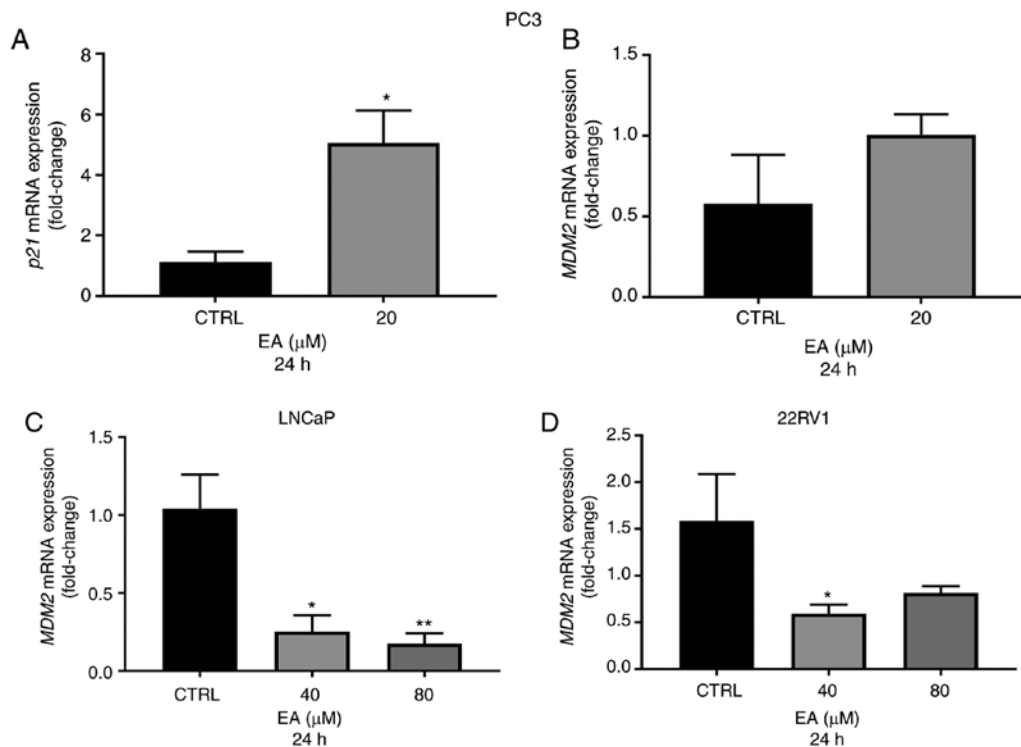 PC3
A
p21 mRNA expression
(fold-change)
8
6
4
2
0
*
CTRL
20
EA (μM)
24 h
B
MDM2 mRNA expression
(fold-change)
1.5
1.0
0.5
0.0
CTRL
20
EA (μM)
24 h
C
LNCaP
MDM2 mRNA expression
(fold-change)
1.5
1.0
0.5
0.0
*
**
CTRL
40
80
EA (μM)
24 h
D
22RV1
MDM2 mRNA expression
(fold-change)
2.5
2.0
1.5
1.0
0.5
0.0
*
CTRL
40
80
EA (μM)
24 h